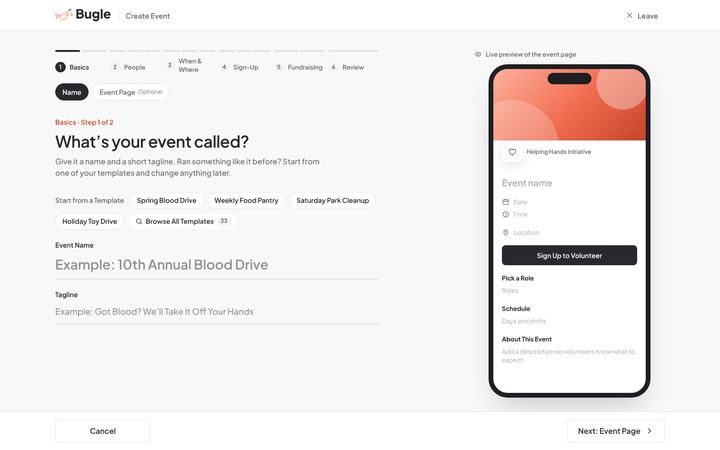 Bugle
Create Event
Leave
Live preview of the event page
1 Basics
2 People
3 When & Where
4 Sign-Up
5 Fundraising
6 Review
Name
Event Page Optional
Basics · Step 1 of 2
What's your event called?
Give it a name and a short tagline. Ran something like it before? Start from
one of your templates and change anything later.
Start from a Template
Spring Blood Drive
Weekly Food Pantry
Saturday Park Cleanup
Holiday Toy Drive
Browse All Templates 33
Event Name
Example: 10th Annual Blood Drive
Tagline
Example: Got Blood? We'll Take It Off Your Hands
Helping Hands Initiative
Event name
Date
Time
Location
Sign Up to Volunteer
Pick a Role
Roles
Schedule
Days and shifts
About This Event
Add a description so volunteers know what to
expect.
Cancel
Next: Event Page